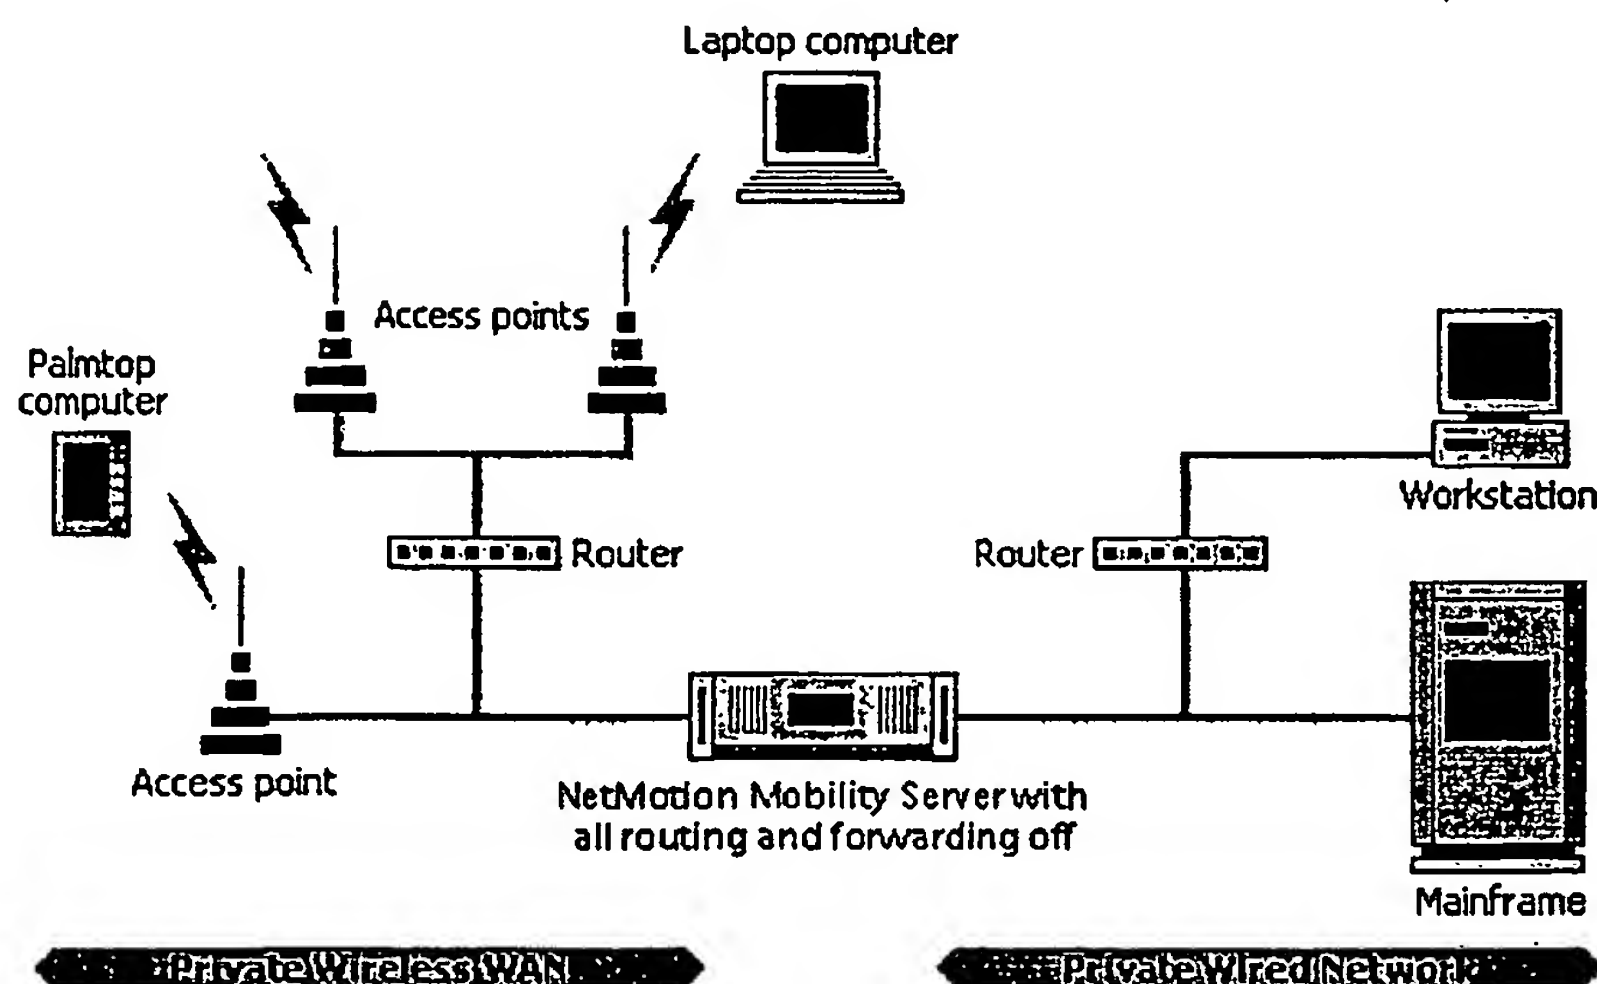 Laptop computer
Access points
Palmtop
computer
Workstation
Router
Router
Access point
NetMotion Mobility Server with
all routing and forwarding off
Mainframe
Private Wireless WAN
Private Wired Network